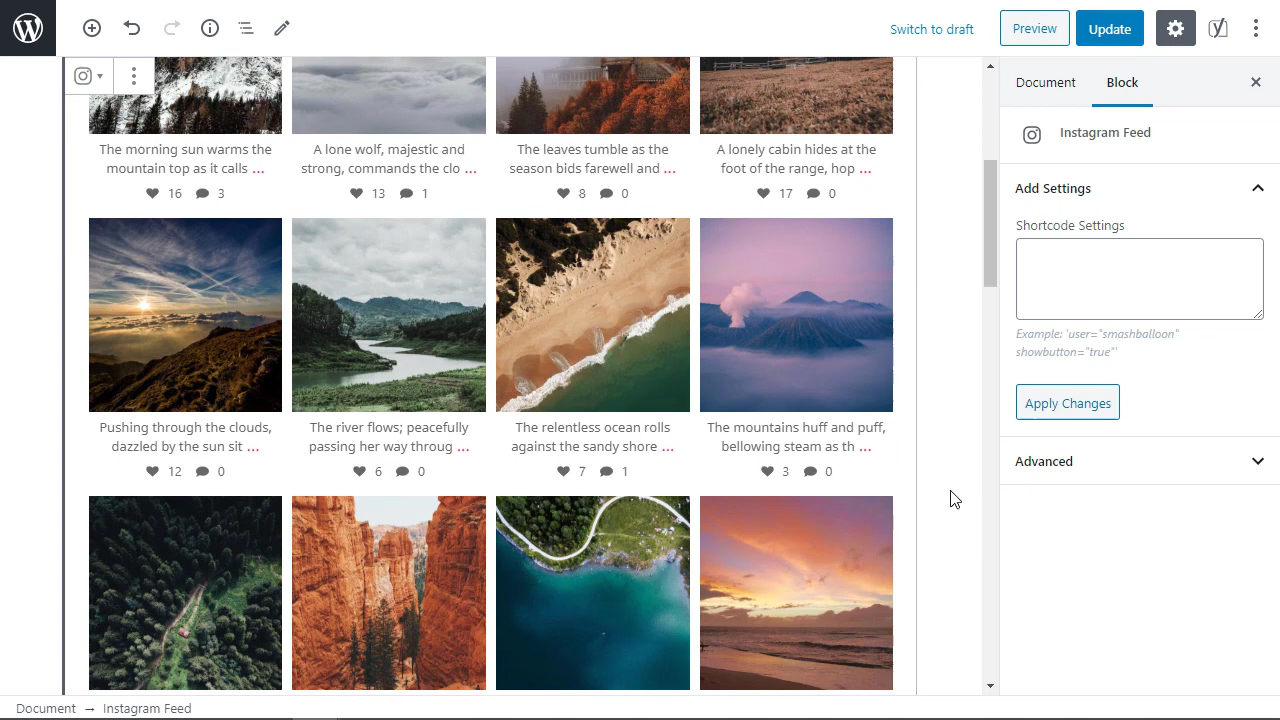 Switch to draft
Preview
Update
Document
Block
Instagram Feed
Add Settings
Shortcode Settings
Example: 'user="smashballoon"
showbutton="true"'
Apply Changes
Advanced
The morning sun warms the
mountain top as it calls ...
16 3
A lone wolf, majestic and
strong, commands the clo ...
13 1
The leaves tumble as the
season bids farewell and ...
8 0
A lonely cabin hides at the
foot of the range, hop ...
17 0
Pushing through the clouds,
dazzled by the sun sit ...
12 0
The river flows; peacefully
passing her way throug ...
6 0
The relentless ocean rolls
against the sandy shore ...
7 1
The mountains huff and puff,
bellowing steam as th ...
3 0
Document → Instagram Feed